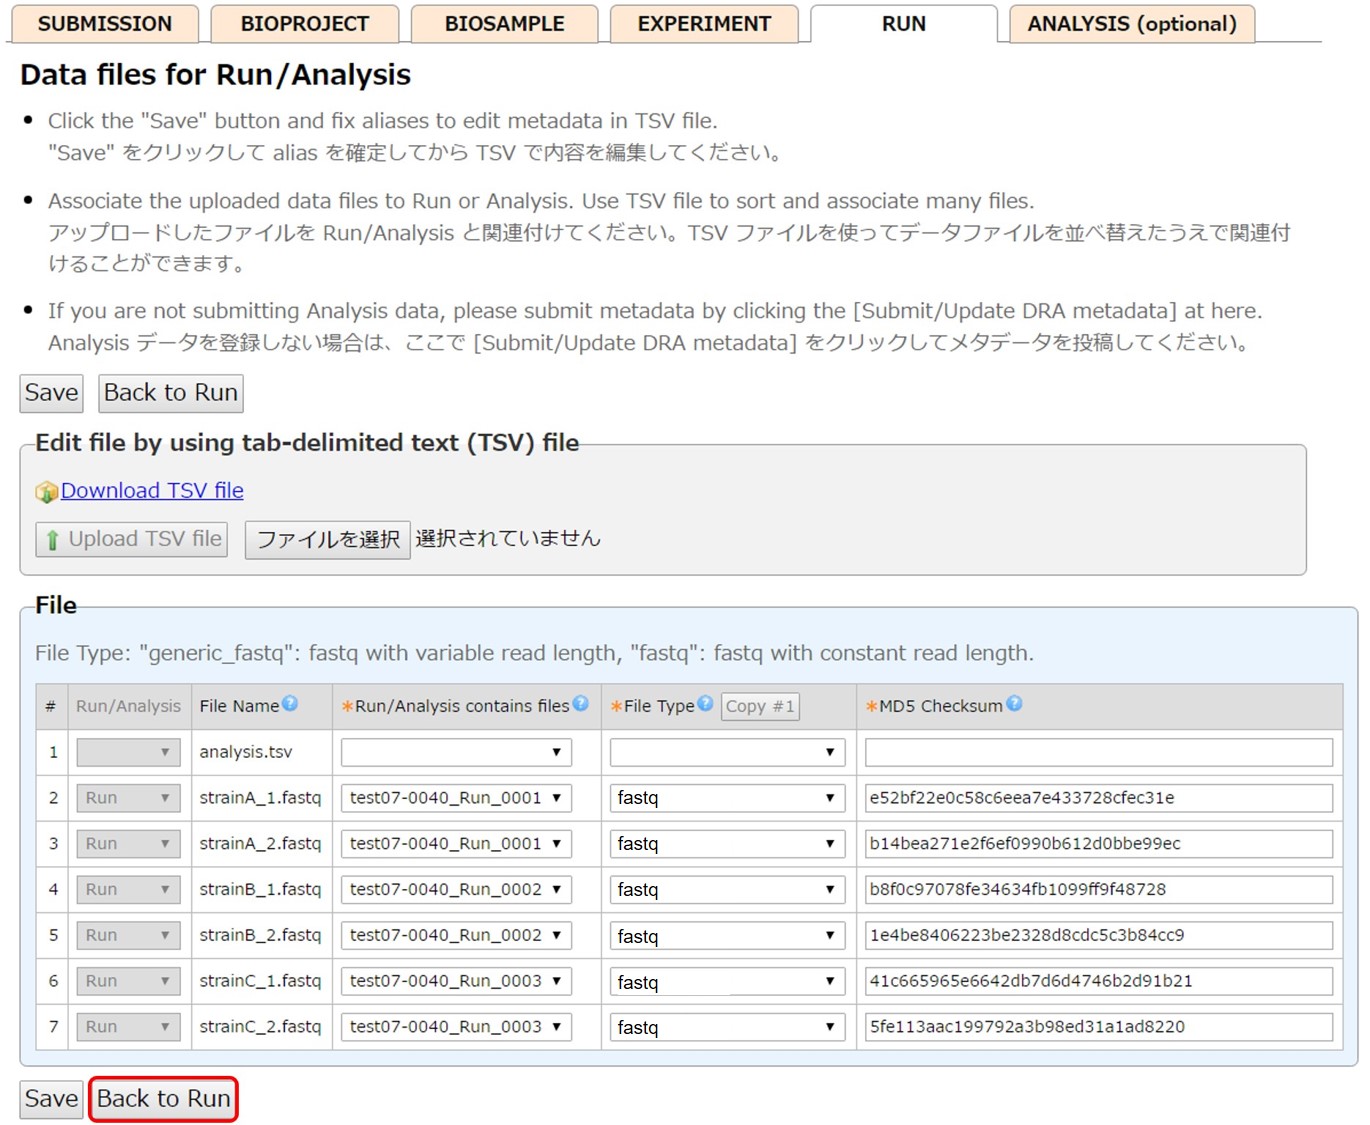 SUBMISSION BIOPROJECT BIOSAMPLE EXPERIMENT RUN ANALYSIS (optional)
Data files for Run/Analysis
Click the "Save" button and fix aliases to edit metadata in TSV file.
"Save" をクリックして alias を確定してから TSV で内容を編集してください。
Associate the uploaded data files to Run or Analysis. Use TSV file to sort and associate many files.
アップロードしたファイルを Run/Analysis と関連付けてください。TSV ファイルを使ってデータファイルを並べ替えたうえで関連付
けることができます。
If you are not submitting Analysis data, please submit metadata by clicking the [Submit/Update DRA metadata] at here.
Analysis データを登録しない場合は、ここで [Submit/Update DRA metadata] をクリックしてメタデータを投稿してください。
Save Back to Run
Edit file by using tab-delimited text (TSV) file
Download TSV file
Upload TSV file ファイルを選択 選択されていません
File
File Type: "generic_fastq": fastq with variable read length, "fastq": fastq with constant read length.
# Run/Analysis File Name? *Run/Analysis contains files? *File Type? Copy #1 *MD5 Checksum?
1 analysis.tsv
2 Run strainA_1.fastq test07-0040_Run_0001 fastq e52bf22e0c58c6eea7e433728cfec31e
3 Run strainA_2.fastq test07-0040_Run_0001 fastq b14bea271e2f6ef0990b612d0bbe99ec
4 Run strainB_1.fastq test07-0040_Run_0002 fastq b8f0c97078fe34634fb1099ff9f48728
5 Run strainB_2.fastq test07-0040_Run_0002 fastq 1e4be8406223be2328d8cdc5c3b84cc9
6 Run strainC_1.fastq test07-0040_Run_0003 fastq 41c665965e6642db7d6d4746b2d91b21
7 Run strainC_2.fastq test07-0040_Run_0003 fastq 5fe113aac199792a3b98ed31a1ad8220
Save Back to Run